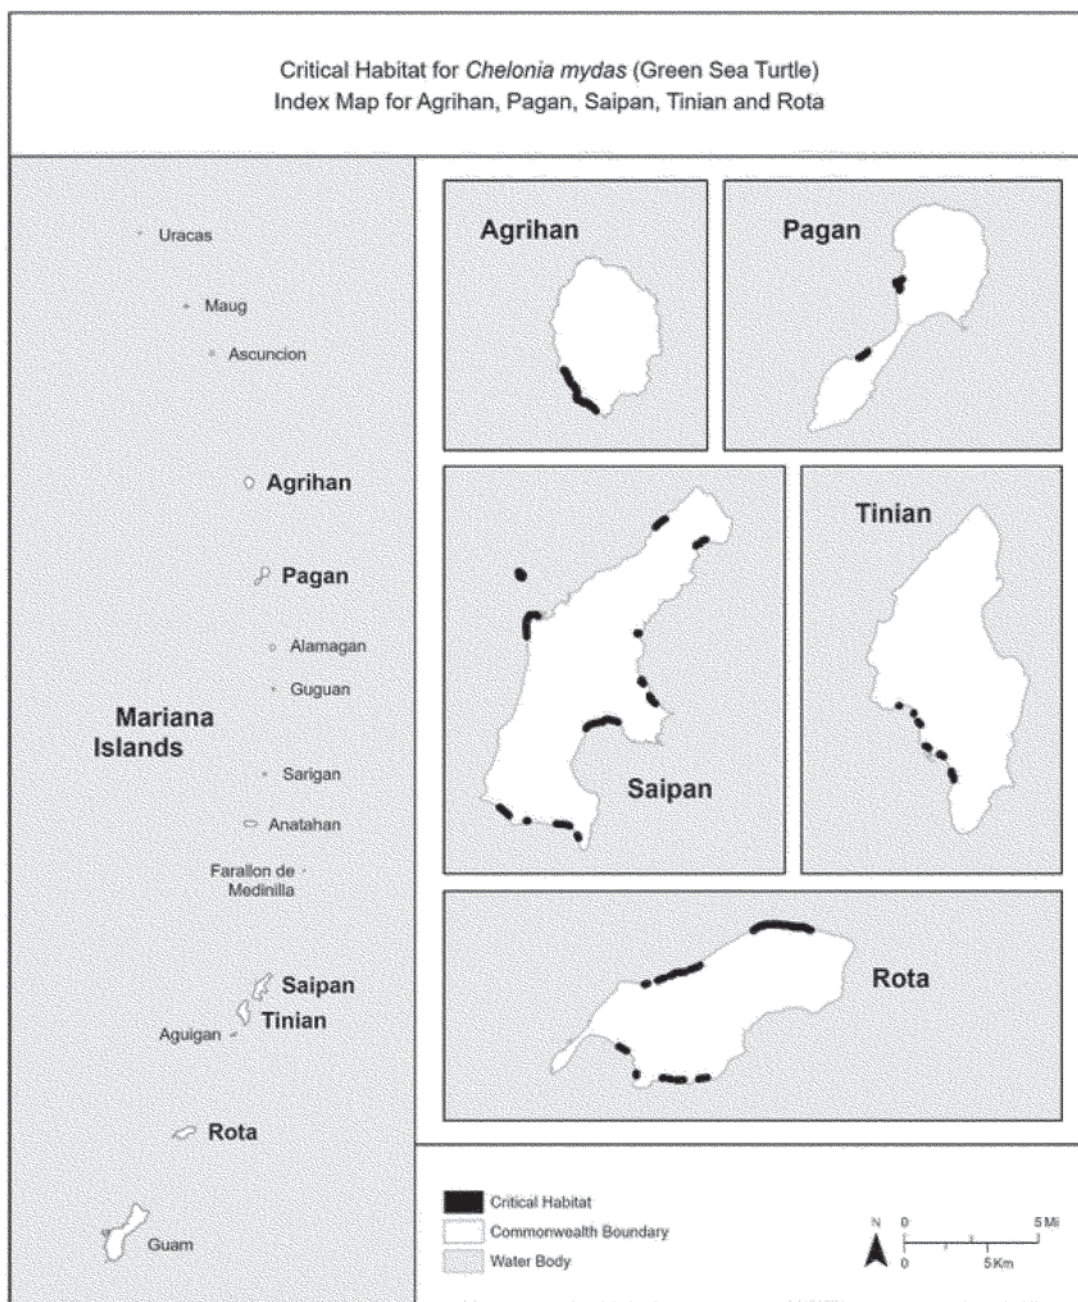 Critical Habitat for Chelonia mydas (Green Sea Turtle)
Index Map for Agrihan, Pagan, Saipan, Tinian and Rota
Uracas
Maug
Ascuncion
Agrihan
Pagan
Alamagan
Guguan
Mariana
Islands
Sarigan
Anatahan
Farallon de
Medinilla
Saipan
Tinian
Aguigan
Rota
Guam
Agrihan
Pagan
Saipan
Tinian
Rota
Critical Habitat
Commonwealth Boundary
Water Body
N
0 5 Mi
0 5 Km